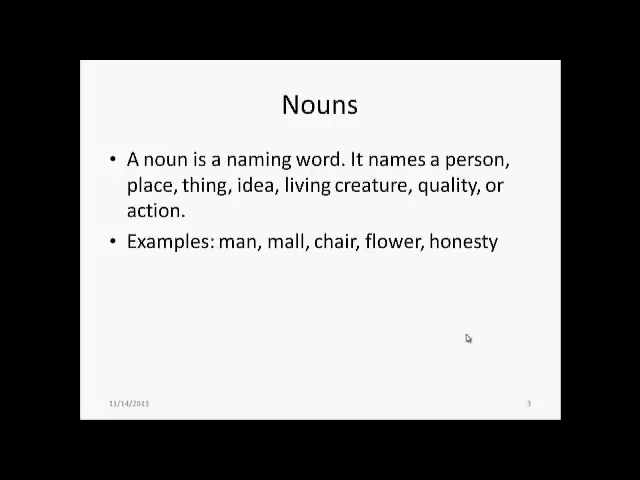 Nouns
• A noun is a naming word. It names a person,
place, thing, idea, living creature, quality, or
action.
• Examples: man, mall, chair, flower, honesty
11/14/2013
3